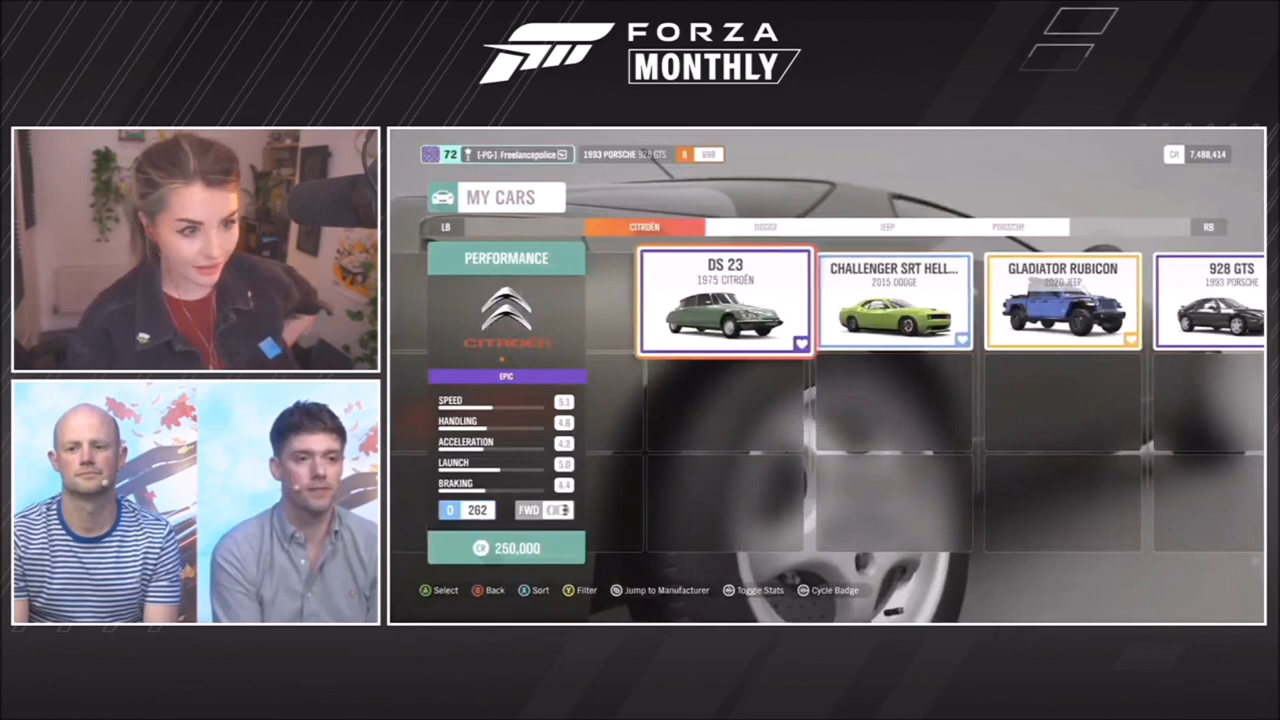 FORZA
MONTHLY
72 [-PG-] Freelancepolice 1993 PORSCHE 928 GTS B 690 CR 7,488,414
MY CARS
LB CITROËN DODGE JEEP PORSCHE RB
PERFORMANCE
CITROËN
EPIC
SPEED 5.1
HANDLING 4.6
ACCELERATION 4.2
LAUNCH 5.0
BRAKING 4.4
D 262 FWD
CR 250,000
DS 23
1975 CITROËN
CHALLENGER SRT HELL...
2015 DODGE
GLADIATOR RUBICON
2020 JEEP
928 GTS
1993 PORSCHE
A Select B Back X Sort Y Filter Jump to Manufacturer Toggle Stats Cycle Badge